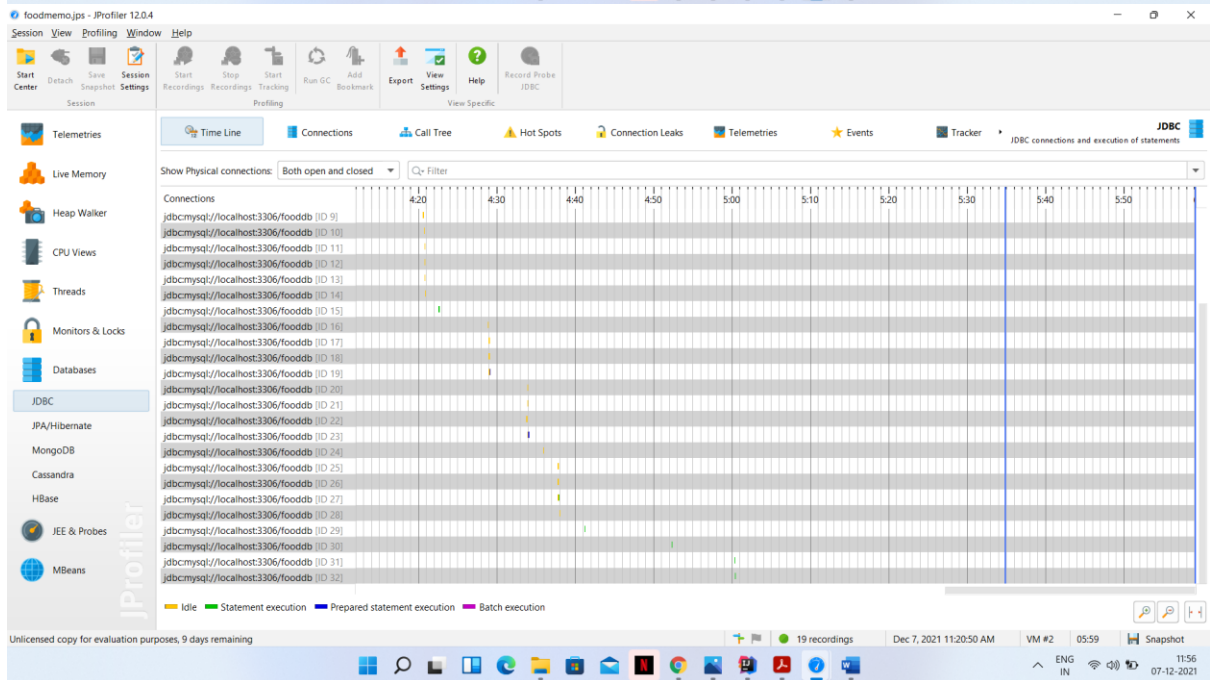 foodmemo.jps - JProfiler 12.0.4
Session View Profiling Window Help
Start Center
Detach
Save Snapshot
Session Settings
Start Recordings
Stop Recordings
Start Tracking
Run GC
Add Bookmark
Export
View Settings
Help
Record Probe JDBC
Session
Profiling
View Specific
Telemetries
Live Memory
Heap Walker
CPU Views
Threads
Monitors & Locks
Databases
JDBC
JPA/Hibernate
MongoDB
Cassandra
HBase
JEE & Probes
MBeans
JProfiler
Time Line Connections Call Tree Hot Spots Connection Leaks Telemetries Events Tracker
JDBC
JDBC connections and execution of statements
Show Physical connections: Both open and closed Filter
Connections 4:20 4:30 4:40 4:50 5:00 5:10 5:20 5:30 5:40 5:50
jdbc:mysql://localhost:3306/fooddb [ID 9]
jdbc:mysql://localhost:3306/fooddb [ID 10]
jdbc:mysql://localhost:3306/fooddb [ID 11]
jdbc:mysql://localhost:3306/fooddb [ID 12]
jdbc:mysql://localhost:3306/fooddb [ID 13]
jdbc:mysql://localhost:3306/fooddb [ID 14]
jdbc:mysql://localhost:3306/fooddb [ID 15]
jdbc:mysql://localhost:3306/fooddb [ID 16]
jdbc:mysql://localhost:3306/fooddb [ID 17]
jdbc:mysql://localhost:3306/fooddb [ID 18]
jdbc:mysql://localhost:3306/fooddb [ID 19]
jdbc:mysql://localhost:3306/fooddb [ID 20]
jdbc:mysql://localhost:3306/fooddb [ID 21]
jdbc:mysql://localhost:3306/fooddb [ID 22]
jdbc:mysql://localhost:3306/fooddb [ID 23]
jdbc:mysql://localhost:3306/fooddb [ID 24]
jdbc:mysql://localhost:3306/fooddb [ID 25]
jdbc:mysql://localhost:3306/fooddb [ID 26]
jdbc:mysql://localhost:3306/fooddb [ID 27]
jdbc:mysql://localhost:3306/fooddb [ID 28]
jdbc:mysql://localhost:3306/fooddb [ID 29]
jdbc:mysql://localhost:3306/fooddb [ID 30]
jdbc:mysql://localhost:3306/fooddb [ID 31]
jdbc:mysql://localhost:3306/fooddb [ID 32]
Idle Statement execution Prepared statement execution Batch execution
Unlicensed copy for evaluation purposes, 9 days remaining 19 recordings Dec 7, 2021 11:20:50 AM VM #2 05:59 Snapshot
N
W
ENG
IN
11:56
07-12-2021